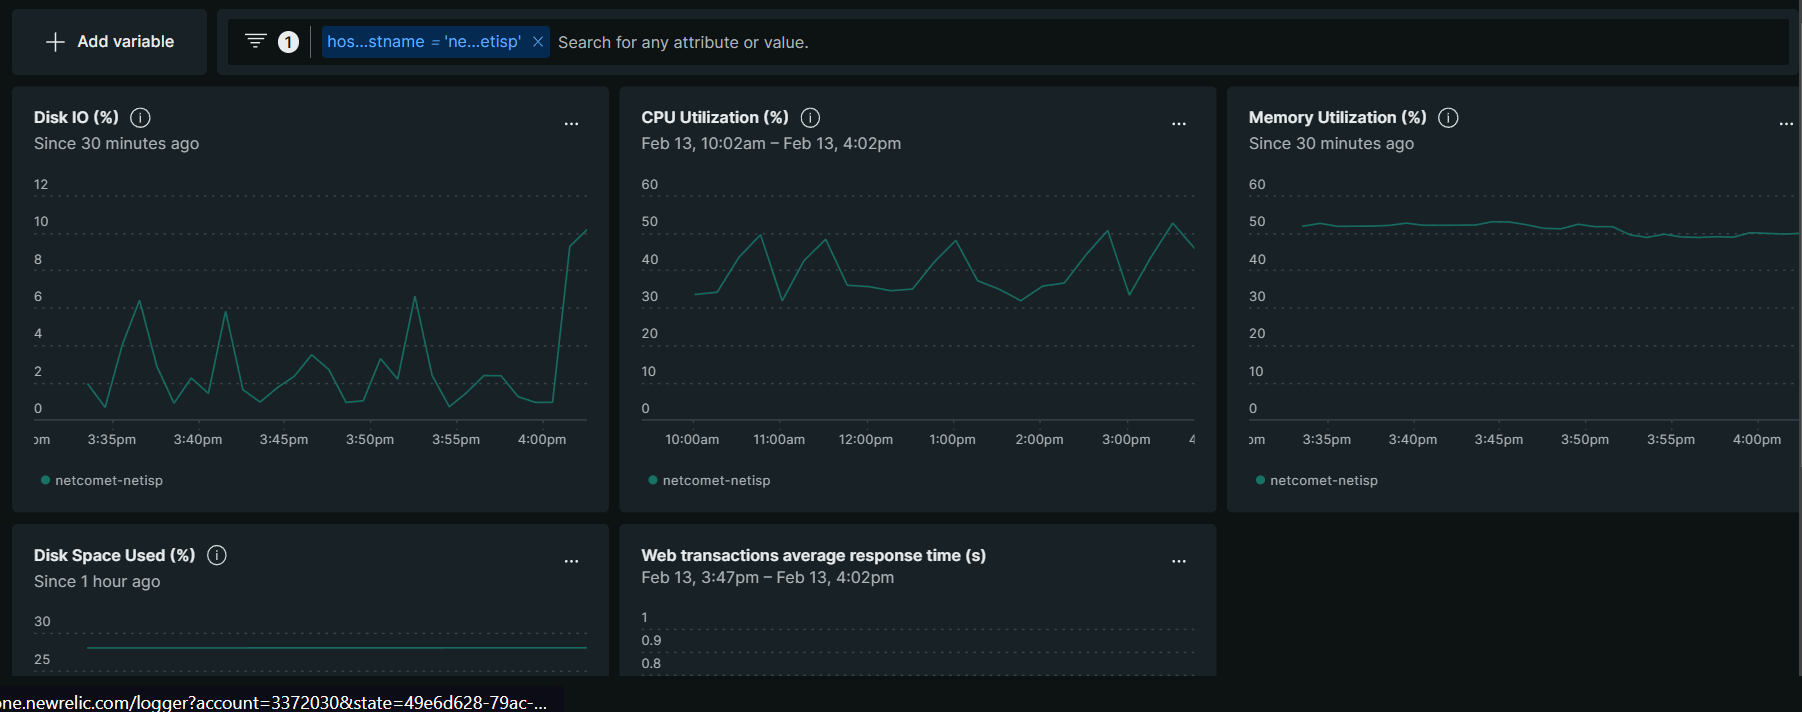 Add variable
1
hos...stname = 'ne...etisp' ×
Search for any attribute or value.
Disk IO (%)
Since 30 minutes ago
12
10
8
6
4
2
0
pm 3:35pm 3:40pm 3:45pm 3:50pm 3:55pm 4:00pm
netcomet-netisp
CPU Utilization (%)
Feb 13, 10:02am – Feb 13, 4:02pm
60
50
40
30
20
10
0
10:00am 11:00am 12:00pm 1:00pm 2:00pm 3:00pm 4
netcomet-netisp
Memory Utilization (%)
Since 30 minutes ago
60
50
40
30
20
10
0
pm 3:35pm 3:40pm 3:45pm 3:50pm 3:55pm 4:00pm
netcomet-netisp
Disk Space Used (%)
Since 1 hour ago
30
25
Web transactions average response time (s)
Feb 13, 3:47pm – Feb 13, 4:02pm
1
0.9
0.8
one.newrelic.com/logger?account=3372030&state=49e6d628-79ac-...